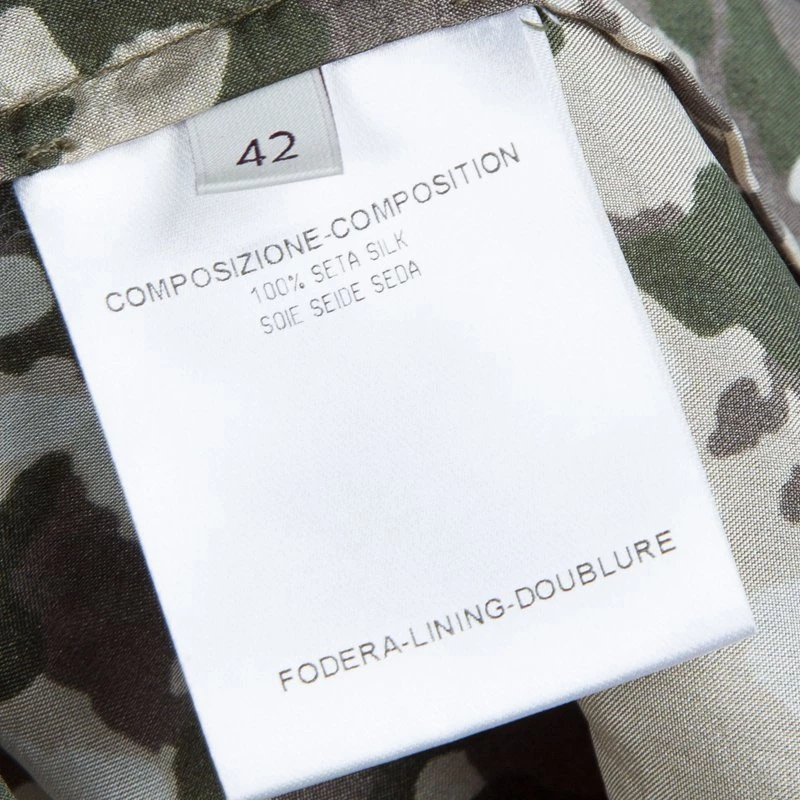 42
COMPOSIZIONE-COMPOSITION
100% SETA SILK
SOIE SEIDE SEDA
FODERA-LINING-DOUBLURE